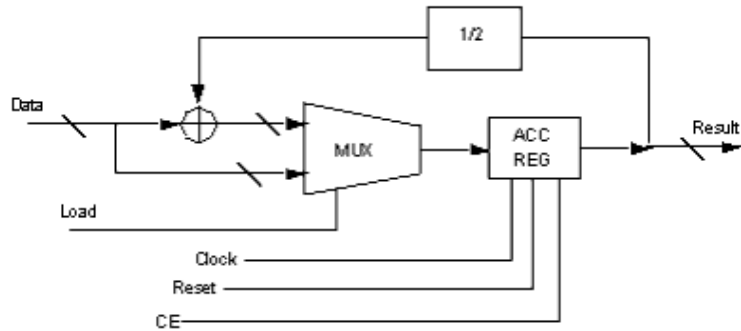 1/2
Data
Result
MUX
ACC
REG
Load
Clock
Reset
CE